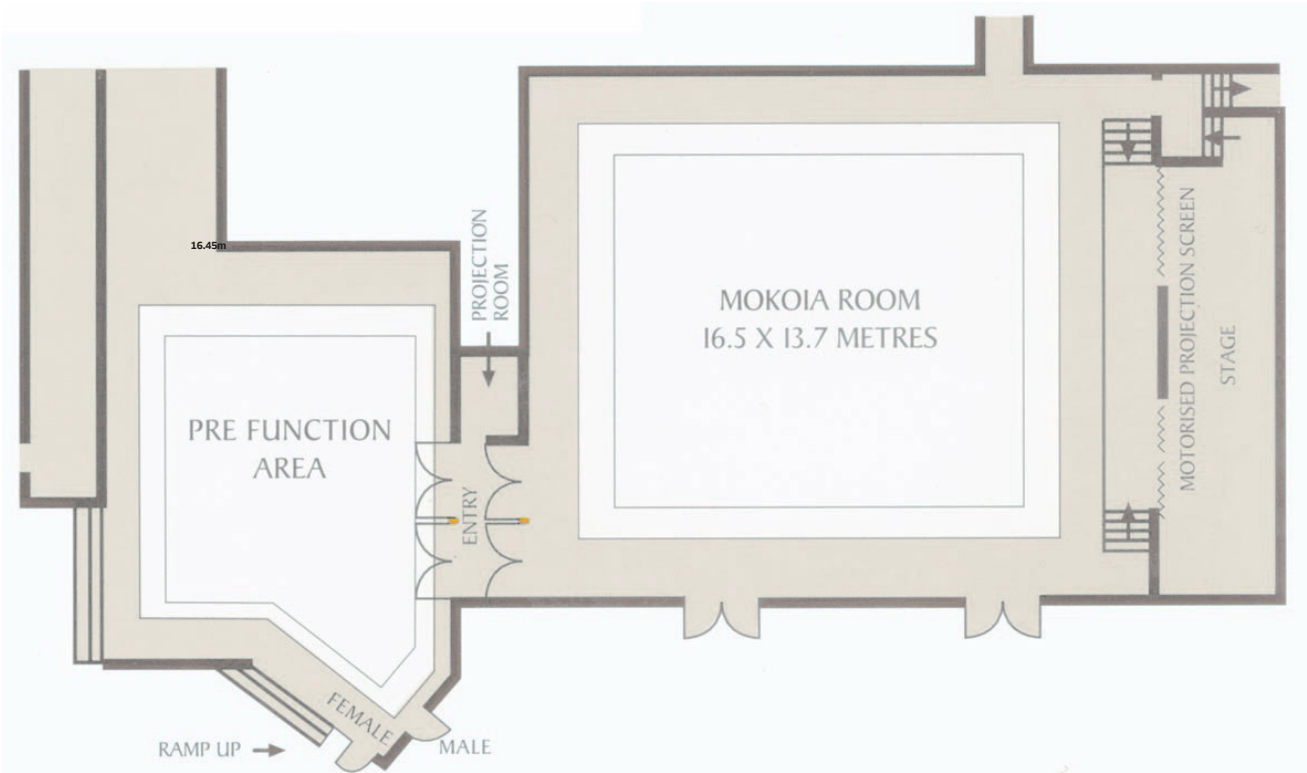 16.45m
PROJECTION
ROOM
MOKOIA ROOM
16.5 X 13.7 METRES
MOTORISED PROJECTION SCREEN
STAGE
PRE FUNCTION
AREA
ENTRY
FEMALE
MALE
RAMP UP